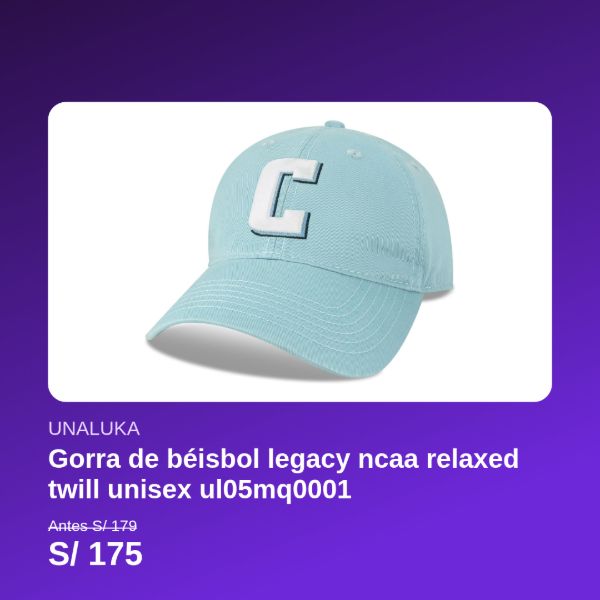 C
UNALUKA
Gorra de béisbol legacy ncaa relaxed
twill unisex ul05mq0001
Antes S/ 179
S/ 175